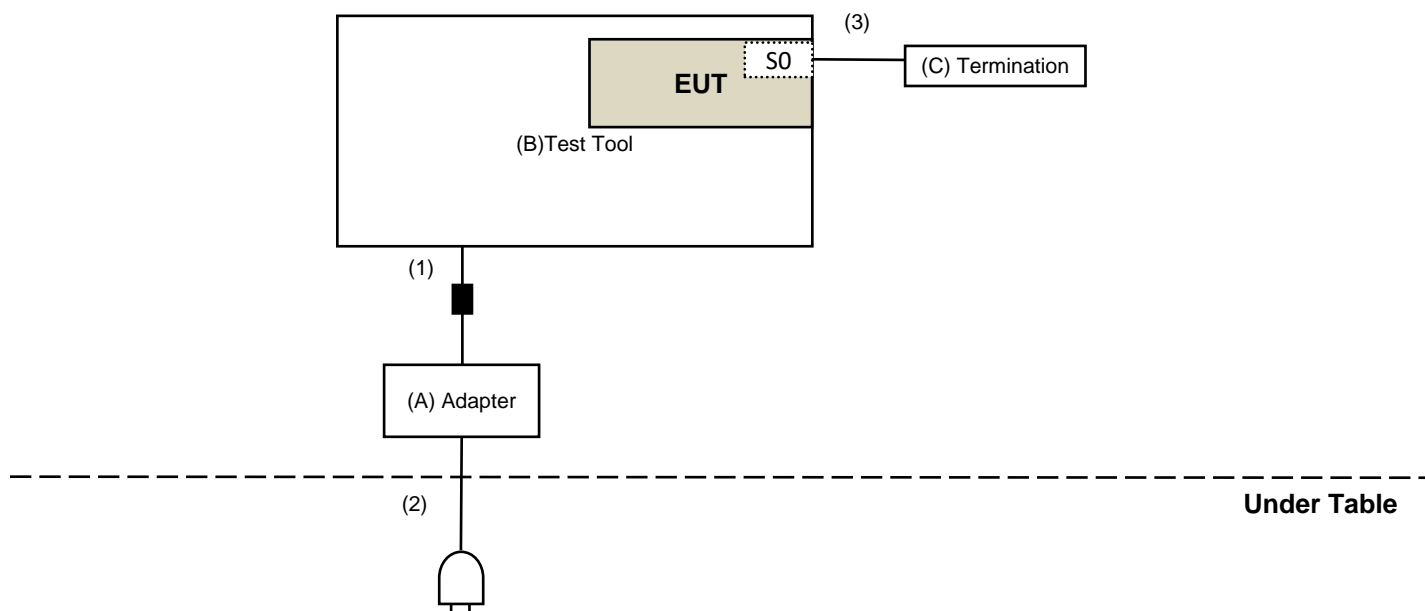 (3)
S0
(C) Termination
EUT
(B)Test Tool
(1)
(A) Adapter
(2)
Under Table